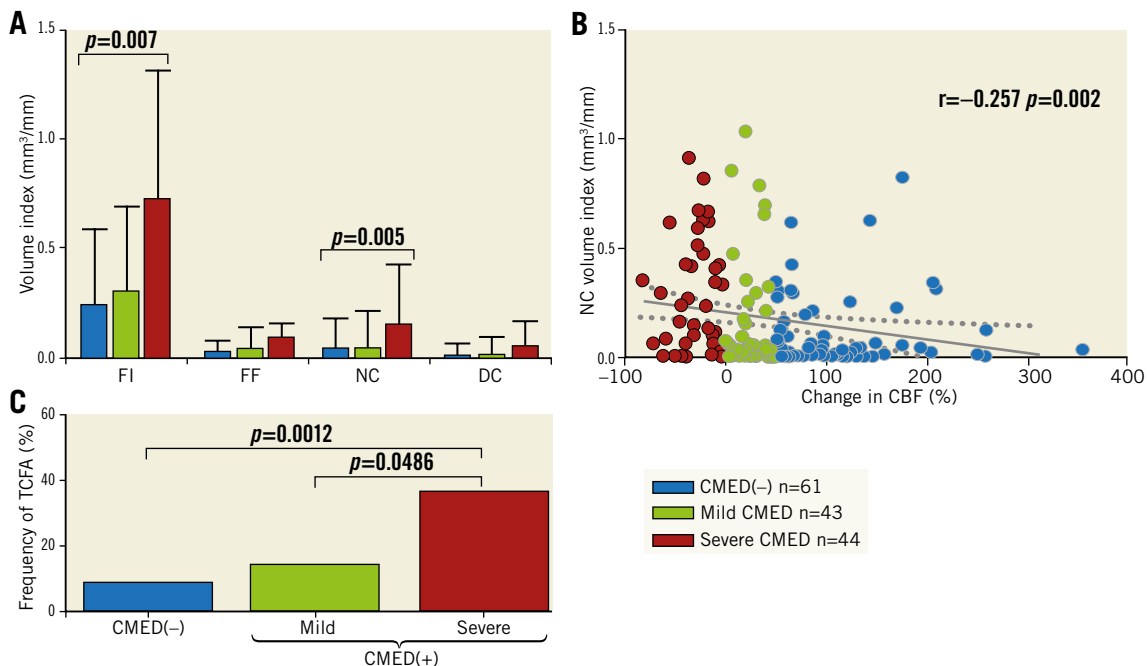 A
Volume index (mm³/mm)
1.5
1.0
0.5
0.0
p=0.007
p=0.005
FI FF NC DC
B
NC volume index (mm³/mm)
1.5
1.0
0.5
0.0
r=−0.257 p=0.002
−100 0 100 200 300 400
Change in CBF (%)
C
Frequency of TCFA (%)
60
40
20
0
p=0.0012
p=0.0486
CMED(−) Mild Severe
CMED(+)
CMED(−) n=61
Mild CMED n=43
Severe CMED n=44